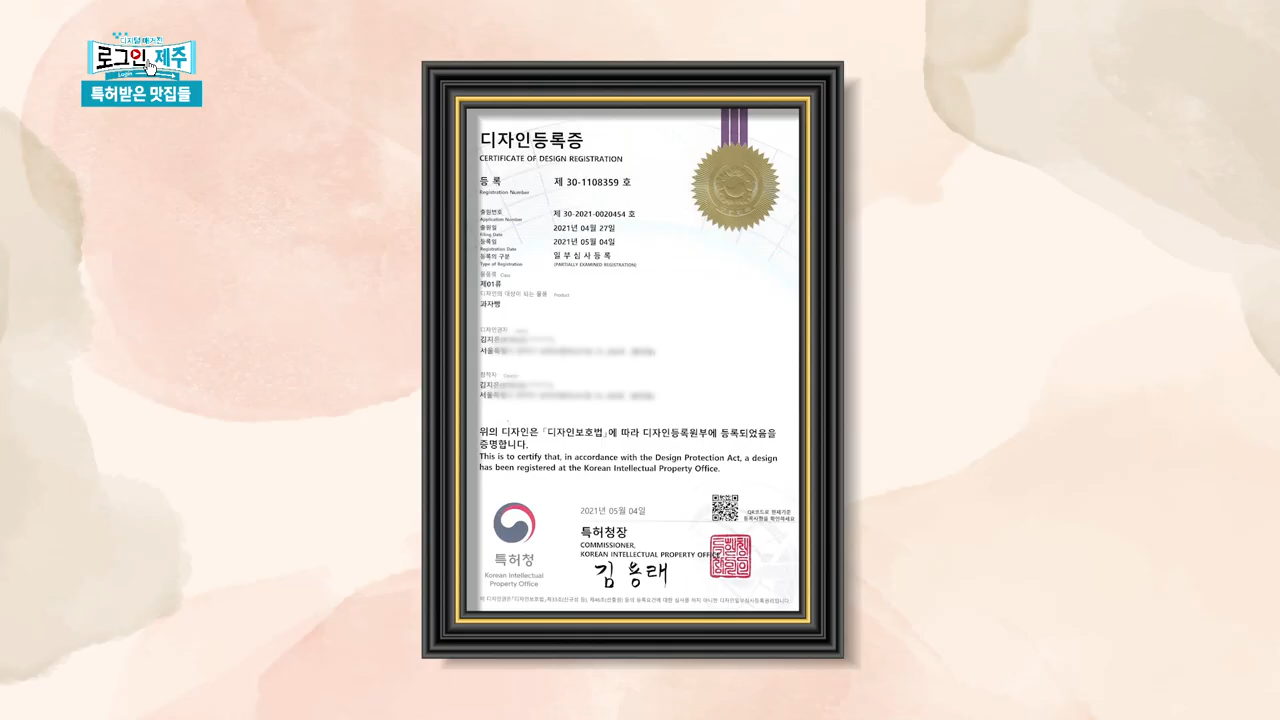 디지털 매거진
로그인 제주
Login
특허받은 맛집들
디자인등록증
CERTIFICATE OF DESIGN REGISTRATION
등 록 제 30-1108359 호
Registration Number
출원번호 제 30-2021-0020454 호
Application Number
출원일 2021년 04월 27일
Filing Date
등록일 2021년 05월 04일
Registration Date
등록의 구분 일 부 심 사 등 록
Type of Registration (PARTIALLY EXAMINED REGISTRATION)
물품류 Class
제01류
디자인의 대상이 되는 물품 Product
과자빵
디자인권자
김지은
서울
창작자
김지은
서울
위의 디자인은 「디자인보호법」에 따라 디자인등록원부에 등록되었음을
증명합니다.
This is to certify that, in accordance with the Design Protection Act, a design
has been registered at the Korean Intellectual Property Office.
2021년 05월 04일
QR코드로 현재기준
등록사항을 확인하세요
특허청장
COMMISSIONER,
KOREAN INTELLECTUAL PROPERTY OFFICE
김 용 래
특허청
Korean Intellectual
Property Office